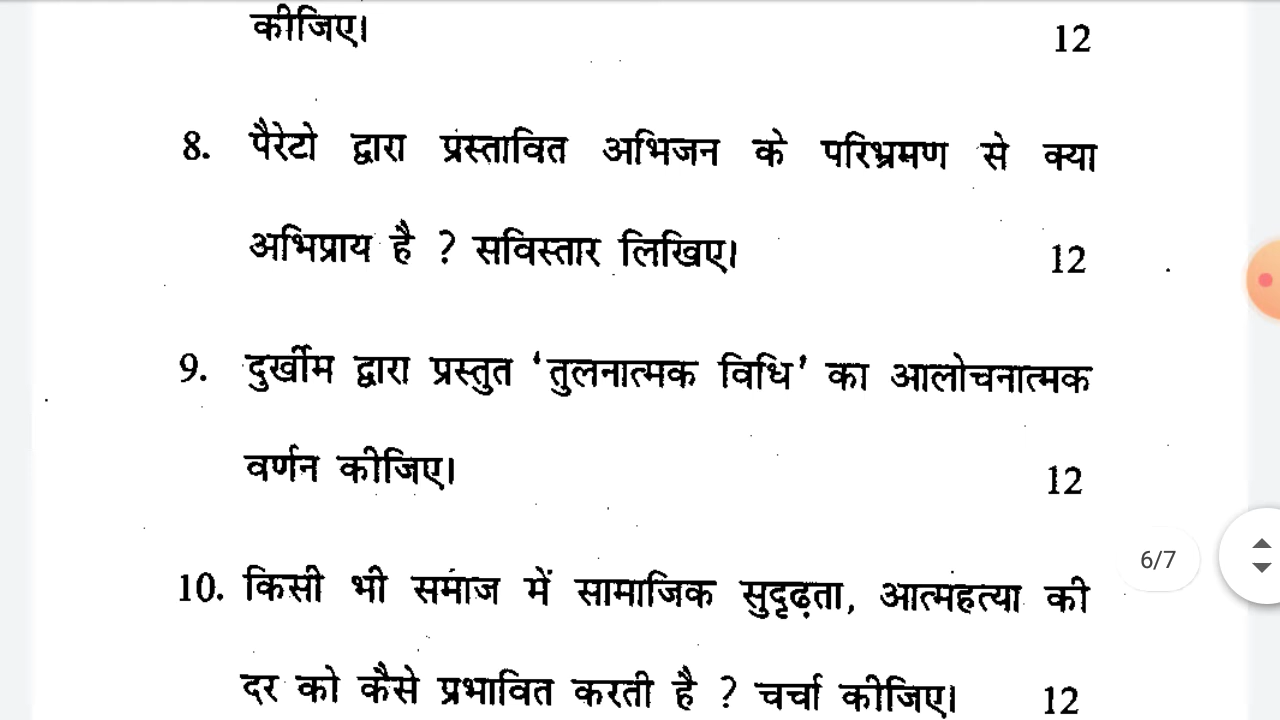 कीजिए।
12
8. पैरेटो द्वारा प्रस्तावित अभिजन के परिभ्रमण से क्या
अभिप्राय है ? सविस्तार लिखिए। 12
9. दुर्खीम द्वारा प्रस्तुत ‘तुलनात्मक विधि’ का आलोचनात्मक
वर्णन कीजिए। 12
6/7
10. किसी भी समाज में सामाजिक सुदृढ़ता, आत्महत्या की
दर को कैसे प्रभावित करती है ? चर्चा कीजिए। 12